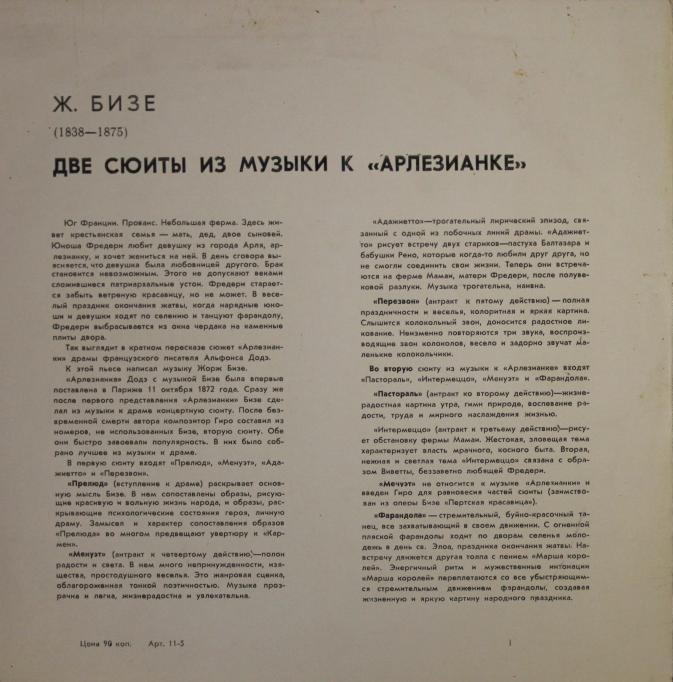 Ж. БИЗЕ
(1838—1875)
ДВЕ СЮИТЫ ИЗ МУЗЫКИ К «АРЛЕЗИАНКЕ»
Юг Франции. Прованс. Небольшая ферма. Здесь жи-
вет крестьянская семья — мать, дед, двое сыновей.
Юноша Фредери любит девушку из города Арля, ар-
лезианку, и хочет жениться на ней. В день сговора вы-
ясняется, что девушка была любовницей другого. Брак
становится невозможным. Этого не допускают веками
сложившиеся патриархальные устои. Фредери старает-
ся забыть ветреную красавицу, но не может. В весе-
лый праздник окончания жатвы, когда нарядные юно-
ши и девушки ходят по селению и танцуют фарандолу,
Фредери выбрасывается из окна чердака на каменные
плиты двора.
Так выглядит в кратком пересказе сюжет «Арлезиан-
ки» драмы французского писателя Альфонса Додэ.
К этой пьесе написал музыку Жорж Бизе.
«Арлезианка» Додэ с музыкой Бизе была впервые
поставлена в Париже 11 октября 1872 года. Сразу же
после первого представления «Арлезианки» Бизе сде-
лал из музыки к драме концертную сюиту. После без-
временной смерти автора композитор Гиро составил из
номеров, не использованных Бизе, вторую сюиту. Обе
они быстро завоевали популярность. В них было соб-
рано лучшее из музыки к драме.
В первую сюиту входят «Прелюд», «Менуэт», «Ада-
жиетто» и «Перезвон».
«Прелюд» (вступление к драме) раскрывает основ-
ную мысль Бизе. В нем сопоставлены образы, рисую-
щие красивую и вольную жизнь народа, и образы, рас-
крывающие психологические состояния героя, личную
драму. Замысел и характер сопоставления образов
«Прелюда» во многом предвещают увертюру к «Кар-
мен».
«Менуэт» (антракт к четвертому действию)—полон
радости и света. В нем много непринужденности, изя-
щества, простодушного веселья. Это жанровая сценка,
облагороженная тонкой поэтичностью. Музыка проз-
рачна и легка, жизнерадостна и увлекательна.
«Адажиетто»—трогательный лирический эпизод, свя-
занный с одной из побочных линий драмы. «Адажиет-
то» рисует встречу двух стариков—пастуха Балтазара и
бабушки Рено, которые когда-то любили друг друга, но
не смогли соединить свои жизни. Теперь они встреча-
ются на ферме Мамаи, матери Фредери, после полуве-
ковой разлуки. Музыка трогательна, наивна.
«Перезвон» (антракт к пятому действию) — полная
праздничности и веселья, колоритная и яркая картина.
Слышится колокольный звон, доносится радостное ли-
кование. Неизменно повторяются три звука, воспроиз-
водящие звон колоколов, весело и задорно звучат ма-
ленькие колокольчики.
Во вторую сюиту из музыки к «Арлезианке» входят
«Пастораль», «Интермеццо», «Менуэт» и «Фарандола».
«Пастораль» (антракт ко второму действию)—жизне-
радостная картина утра, гимн природе, воспевание ра-
дости, труда и мирного наслаждения жизнью.
«Интермеццо» (антракт к третьему действию)—рису-
ет обстановку фермы Мамаи. Жестокая, зловещая тема
характеризует власть мрачного, косного быта. Вторая,
нежная и светлая тема «Интермеццо» связана с обра-
зом Виветты, беззаветно любящей Фредери.
«Менуэт» не относится к музыке «Арлезианки» и
введен Гиро для равновесия частей сюиты (заимство-
ван из оперы Бизе «Пертская красавица»).
«Фарандола» — стремительный, буйно-красочный та-
нец, все захватывающий в своем движении. С огненной
пляской фарандолы ходит по дворам селенья моло-
дежь в день св. Элоа, праздника окончания жатвы. На-
встречу движется другая толпа с пением «Марша коро-
лей». Энергичный ритм и мужественные интонации
«Марша королей» переплетаются со все убыстряющим-
ся стремительным движением фарандолы, создавая
жизненную и яркую картину народного праздника.
Цена 90 коп. Арт. 11-5
1